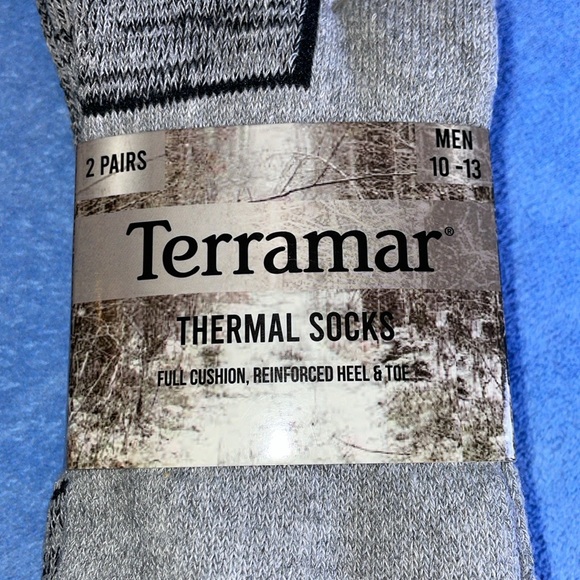 2 PAIRS
MEN
10 -13
Terramar®
THERMAL SOCKS
FULL CUSHION, REINFORCED HEEL & TOE